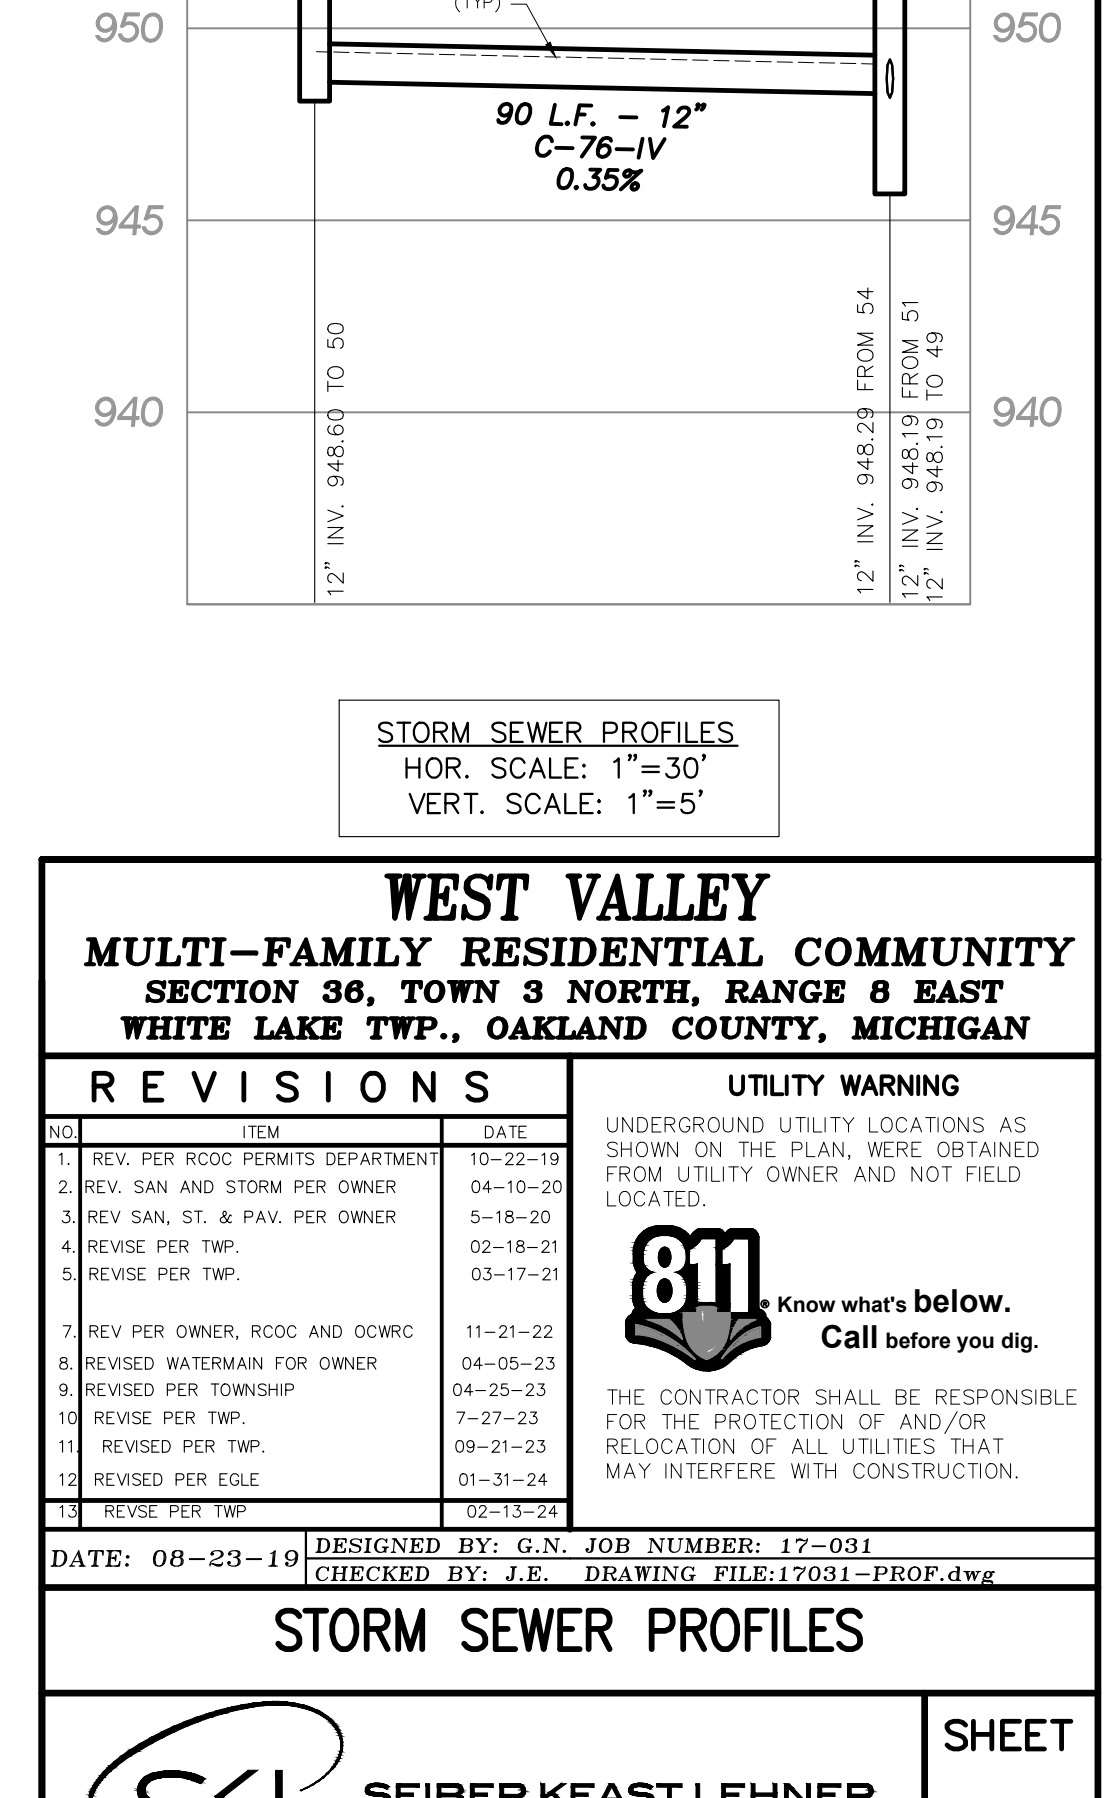 (TYP)
950
950
90 L.F. - 12"
C-76-IV
0.35%
945
945
940
940
12" INV. 948.60 TO 50
12" INV. 948.29 FROM 54
12" INV. 948.19 FROM 51
12" INV. 948.19 TO 49
STORM SEWER PROFILES
HOR. SCALE: 1"=30'
VERT. SCALE: 1"=5'
WEST VALLEY
MULTI-FAMILY RESIDENTIAL COMMUNITY
SECTION 36, TOWN 3 NORTH, RANGE 8 EAST
WHITE LAKE TWP., OAKLAND COUNTY, MICHIGAN
REVISIONS
NO. ITEM DATE
1. REV. PER RCOC PERMITS DEPARTMENT 10-22-19
2. REV. SAN AND STORM PER OWNER 04-10-20
3. REV SAN, ST. & PAV. PER OWNER 5-18-20
4. REVISE PER TWP. 02-18-21
5. REVISE PER TWP. 03-17-21
7. REV PER OWNER, RCOC AND OCWRC 11-21-22
8. REVISED WATERMAIN FOR OWNER 04-05-23
9. REVISED PER TOWNSHIP 04-25-23
10 REVISE PER TWP. 7-27-23
11. REVISED PER TWP. 09-21-23
12 REVISED PER EGLE 01-31-24
13 REVSE PER TWP 02-13-24
UTILITY WARNING
UNDERGROUND UTILITY LOCATIONS AS
SHOWN ON THE PLAN, WERE OBTAINED
FROM UTILITY OWNER AND NOT FIELD
LOCATED.
811®
Know what's below.
Call before you dig.
THE CONTRACTOR SHALL BE RESPONSIBLE
FOR THE PROTECTION OF AND/OR
RELOCATION OF ALL UTILITIES THAT
MAY INTERFERE WITH CONSTRUCTION.
DATE: 08-23-19
DESIGNED BY: G.N. JOB NUMBER: 17-031
CHECKED BY: J.E. DRAWING FILE:17031-PROF.dwg
STORM SEWER PROFILES
SHEET
SEIBER KEAST LEHNER